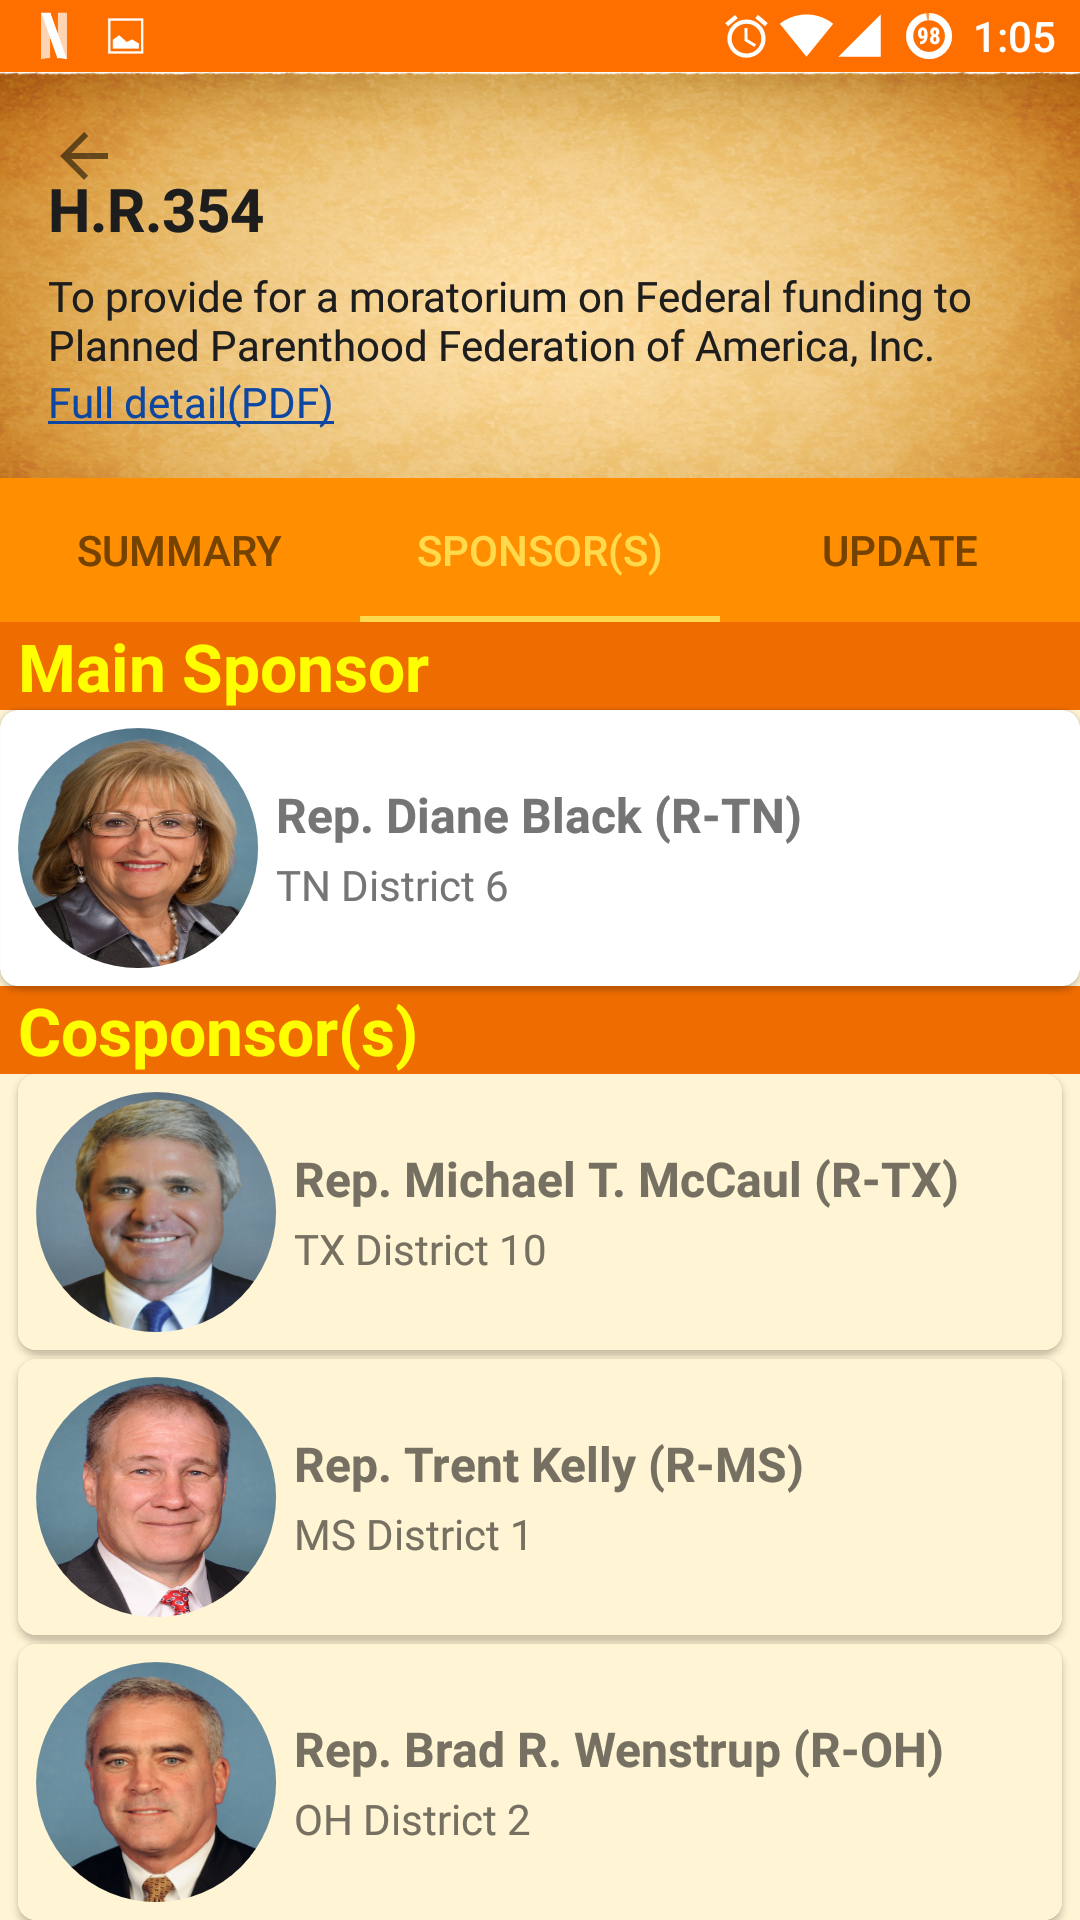 98 1:05
H.R.354
To provide for a moratorium on Federal funding to
Planned Parenthood Federation of America, Inc.
Full detail(PDF)
SUMMARY SPONSOR(S) UPDATE
Main Sponsor
Rep. Diane Black (R-TN)
TN District 6
Cosponsor(s)
Rep. Michael T. McCaul (R-TX)
TX District 10
Rep. Trent Kelly (R-MS)
MS District 1
Rep. Brad R. Wenstrup (R-OH)
OH District 2